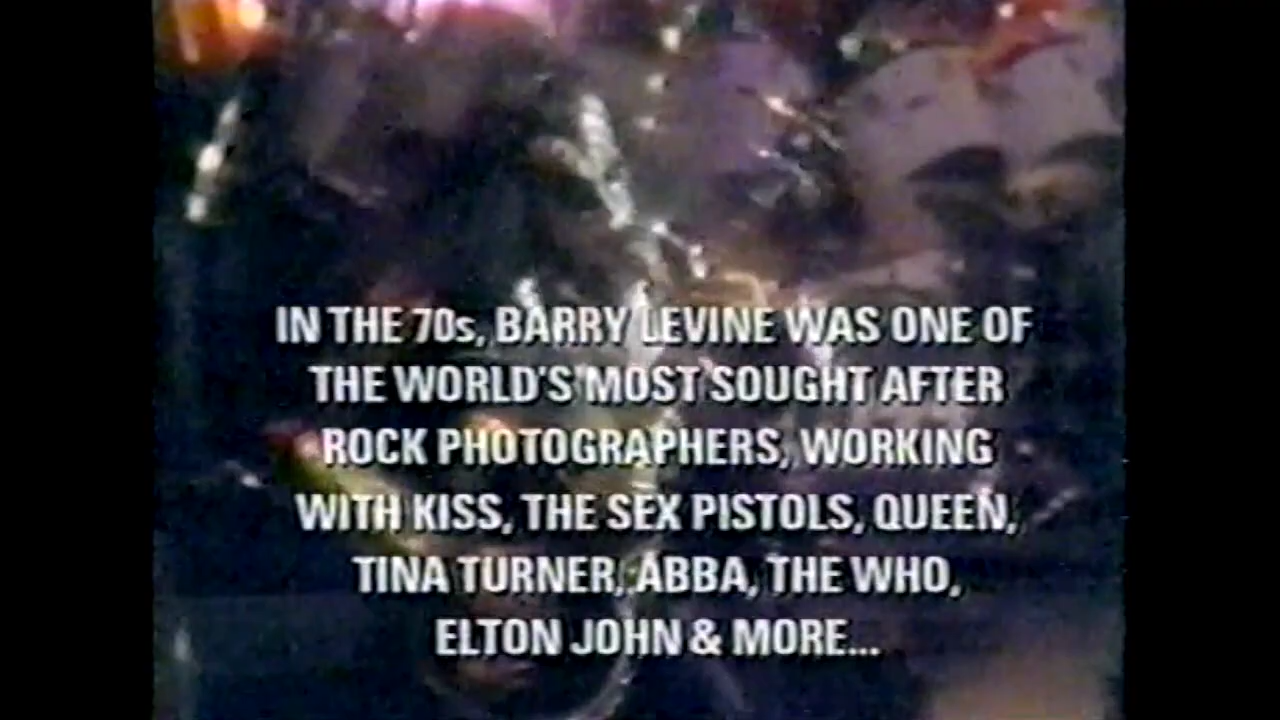 IN THE 70s, BARRY LEVINE WAS ONE OF
THE WORLD'S MOST SOUGHT AFTER
ROCK PHOTOGRAPHERS, WORKING
WITH KISS, THE SEX PISTOLS, QUEEN,
TINA TURNER, ABBA, THE WHO,
ELTON JOHN & MORE...